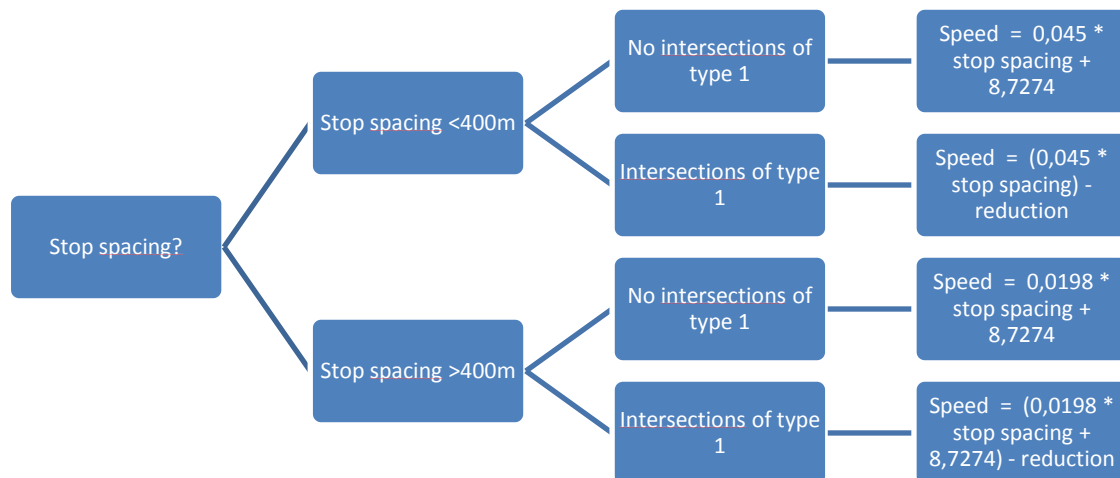 Stop spacing?
Stop spacing <400m
No intersections of
type 1
Speed = 0,045 *
stop spacing +
8,7274
Intersections of type
1
Speed = (0,045 *
stop spacing) -
reduction
Stop spacing >400m
No intersections of
type 1
Speed = 0,0198 *
stop spacing +
8,7274
Intersections of type
1
Speed = (0,0198 *
stop spacing +
8,7274) - reduction